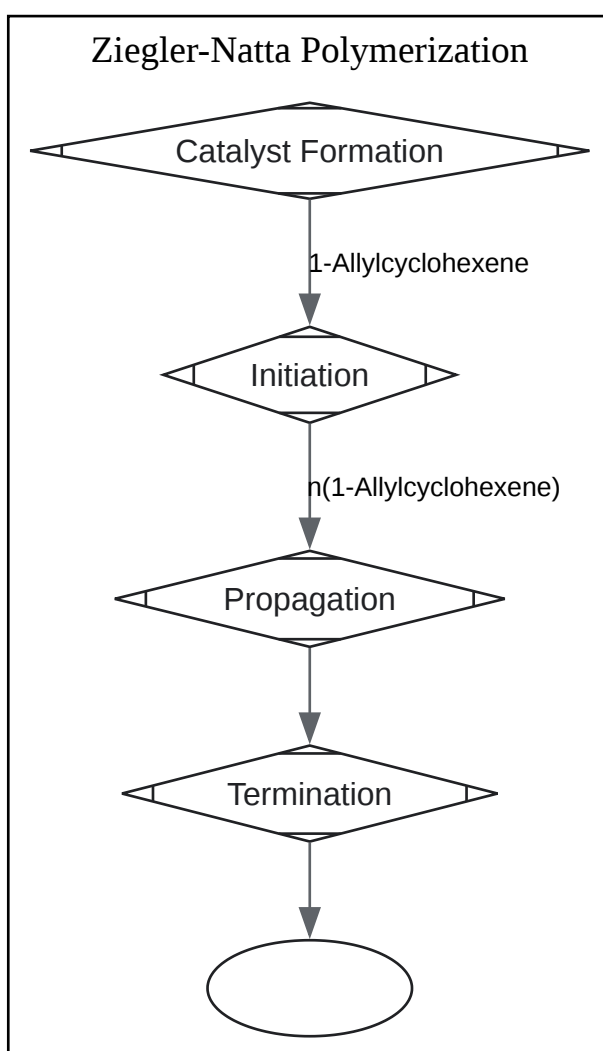 Ziegler-Natta Polymerization
Catalyst Formation
1-Allylcyclohexene
Initiation
n(1-Allylcyclohexene)
Propagation
Termination